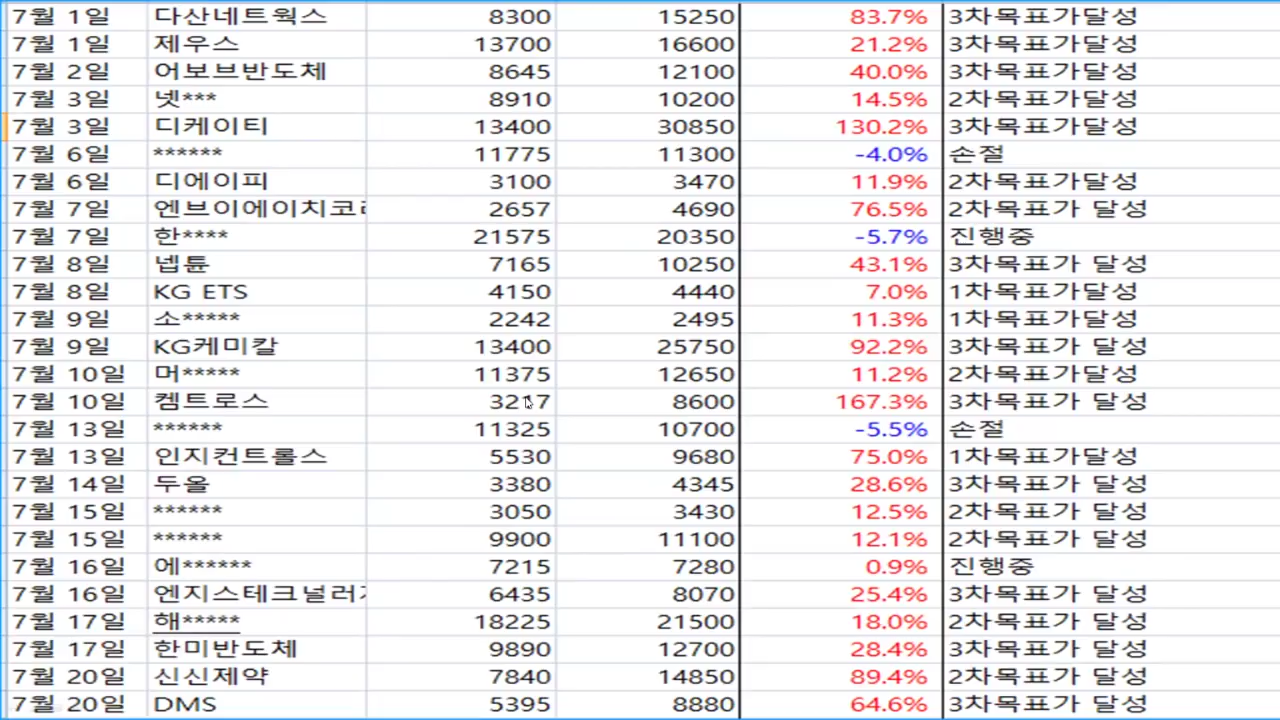 7월 1일 다산네트웍스 8300 15250 83.7% 3차목표가달성
7월 1일 제우스 13700 16600 21.2% 3차목표가달성
7월 2일 어보브반도체 8645 12100 40.0% 3차목표가달성
7월 3일 넷*** 8910 10200 14.5% 2차목표가달성
7월 3일 디케이티 13400 30850 130.2% 3차목표가달성
7월 6일 ****** 11775 11300 -4.0% 손절
7월 6일 디에이피 3100 3470 11.9% 2차목표가달성
7월 7일 엔브이에이치코 2657 4690 76.5% 2차목표가 달성
7월 7일 한**** 21575 20350 -5.7% 진행중
7월 8일 넵튠 7165 10250 43.1% 3차목표가 달성
7월 8일 KG ETS 4150 4440 7.0% 1차목표가달성
7월 9일 소***** 2242 2495 11.3% 1차목표가달성
7월 9일 KG케미칼 13400 25750 92.2% 3차목표가 달성
7월 10일 머***** 11375 12650 11.2% 2차목표가달성
7월 10일 켐트로스 3217 8600 167.3% 3차목표가 달성
7월 13일 ****** 11325 10700 -5.5% 손절
7월 13일 인지컨트롤스 5530 9680 75.0% 1차목표가달성
7월 14일 두올 3380 4345 28.6% 3차목표가 달성
7월 15일 ****** 3050 3430 12.5% 2차목표가 달성
7월 15일 ****** 9900 11100 12.1% 2차목표가 달성
7월 16일 에****** 7215 7280 0.9% 진행중
7월 16일 엔지스테크널러 6435 8070 25.4% 3차목표가 달성
7월 17일 해***** 18225 21500 18.0% 2차목표가 달성
7월 17일 한미반도체 9890 12700 28.4% 3차목표가 달성
7월 20일 신신제약 7840 14850 89.4% 2차목표가 달성
7월 20일 DMS 5395 8880 64.6% 3차목표가 달성